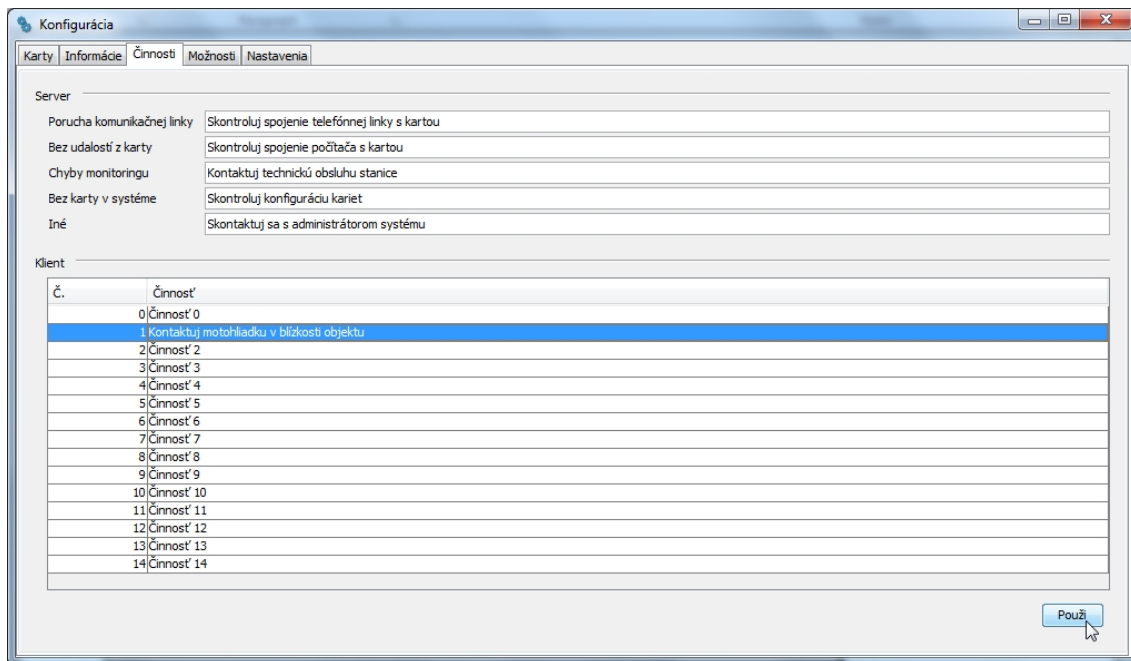 Konfigurácia
Karty Informácie Činnosti Možnosti Nastavenia
Server
Porucha komunikačnej linky Skontroluj spojenie telefónnej linky s kartou
Bez udalostí z karty Skontroluj spojenie počítača s kartou
Chyby monitoringu Kontaktuj technickú obsluhu stanice
Bez karty v systéme Skontroluj konfiguráciu kariet
Iné Skontaktuj sa s administrátorom systému
Klient
Č. Činnosť
0 Činnosť 0
1 Kontaktuj motohliadku v blízkosti objektu
2 Činnosť 2
3 Činnosť 3
4 Činnosť 4
5 Činnosť 5
6 Činnosť 6
7 Činnosť 7
8 Činnosť 8
9 Činnosť 9
10 Činnosť 10
11 Činnosť 11
12 Činnosť 12
13 Činnosť 13
14 Činnosť 14
Použi